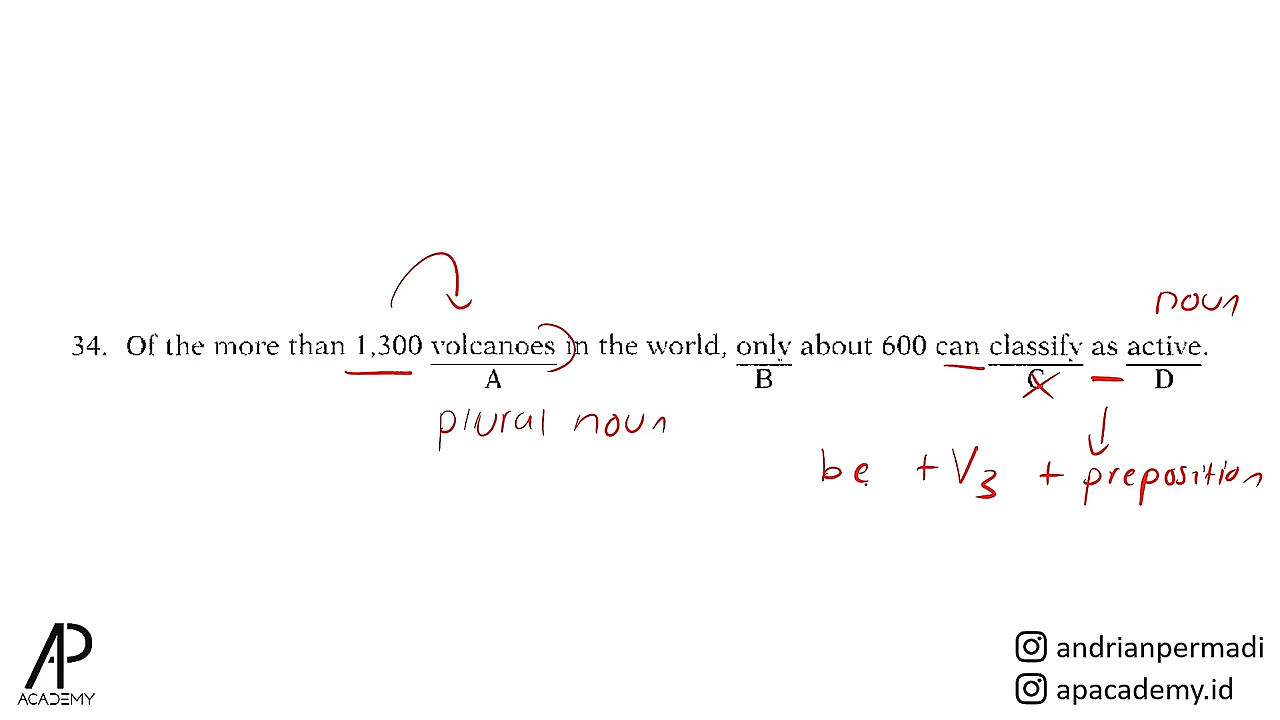 noun
34. Of the more than 1,300 volcanoes in the world, only about 600 can classify as active.
A B C D
plural noun
be + V3 + preposition
AP
ACADEMY
andrianpermadi
apacademy.id